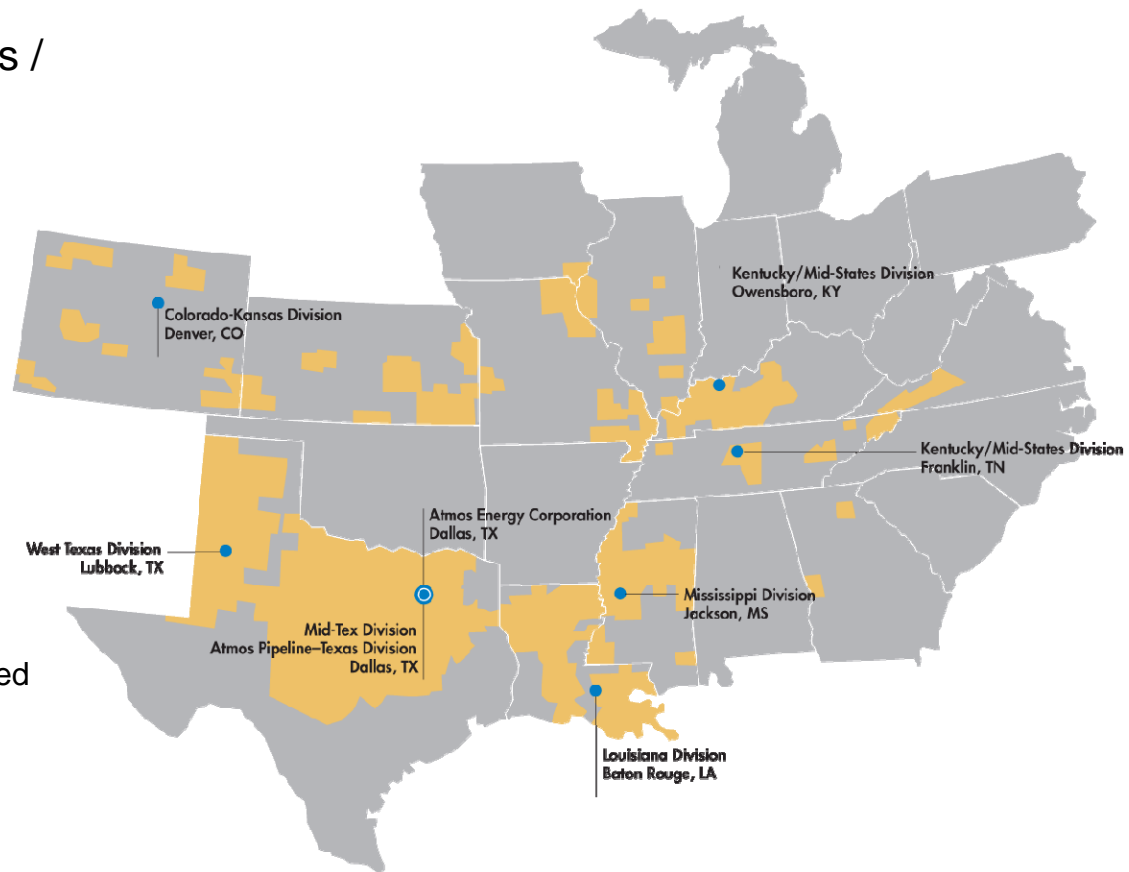 s /
Kentucky/Mid-States Division
Owensboro, KY
Colorado-Kansas Division
Denver, CO
Kentucky/Mid-States Division
Franklin, TN
Atmos Energy Corporation
Dallas, TX
West Texas Division
Lubbock, TX
Mississippi Division
Jackson, MS
Mid-Tex Division
Atmos Pipeline–Texas Division
Dallas, TX
ed
Louisiana Division
Baton Rouge, LA